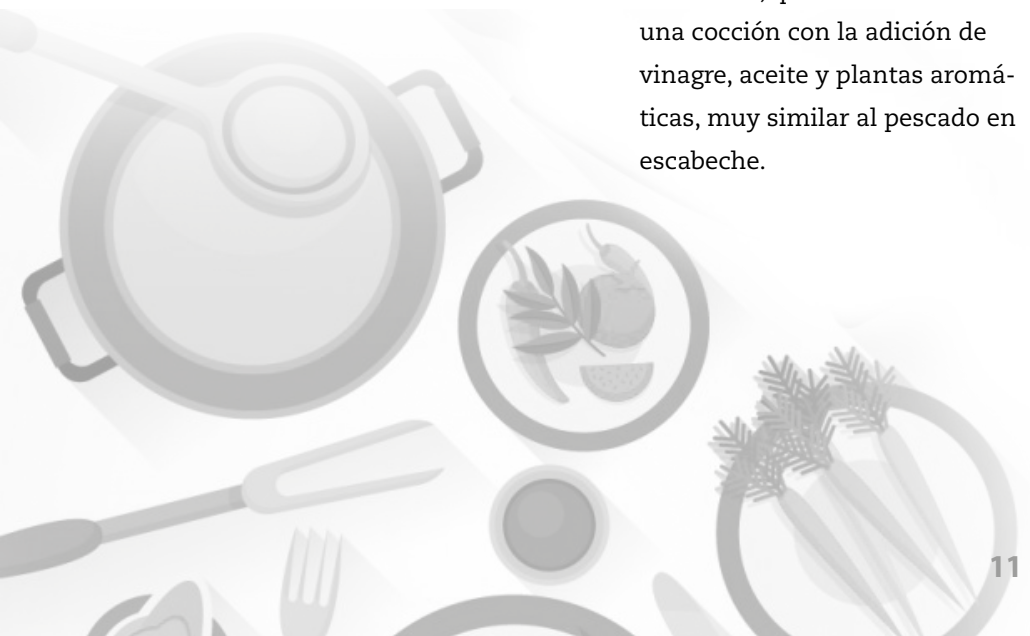 una cocción con la adición de
vinagre, aceite y plantas aromá-
ticas, muy similar al pescado en
escabeche.
11